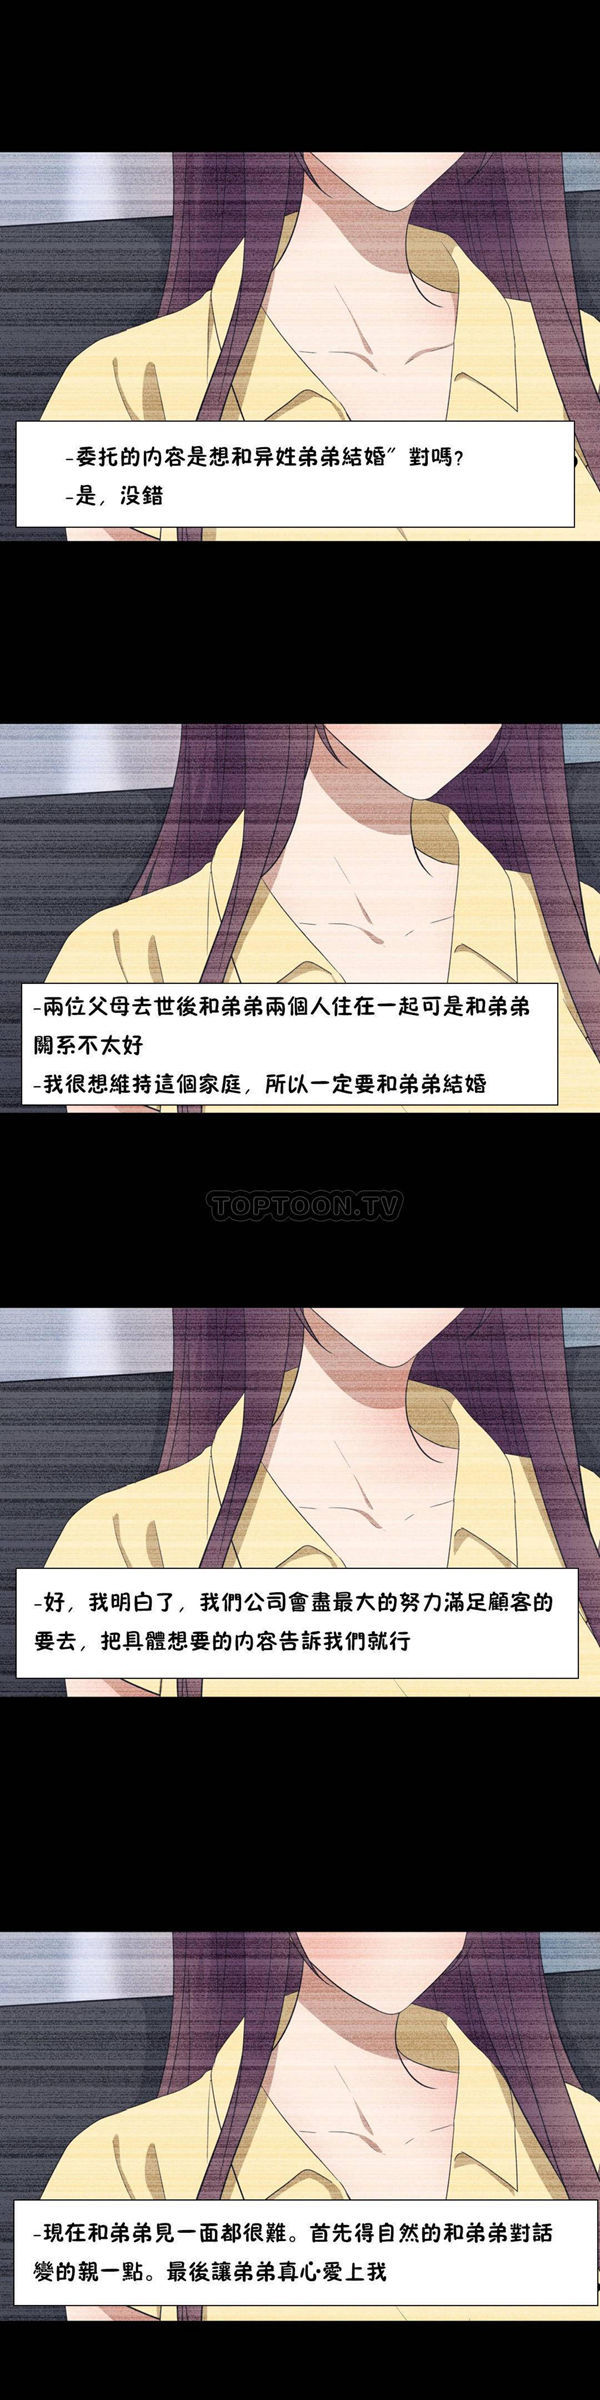 -委托的内容是想和异姓弟弟結婚〞對嗎?
-是，没錯
-兩位父母去世後和弟弟兩個人住在一起可是和弟弟
關系不太好
-我很想維持這個家庭，所以一定要和弟弟結婚
TOPTOON.TV
-好，我明白了，我們公司會盡最大的努力滿足顧客的
要去，把具體想要的内容告訴我們就行
-現在和弟弟見一面都很難。首先得自然的和弟弟對話
變的親一點。最後讓弟弟真心愛上我